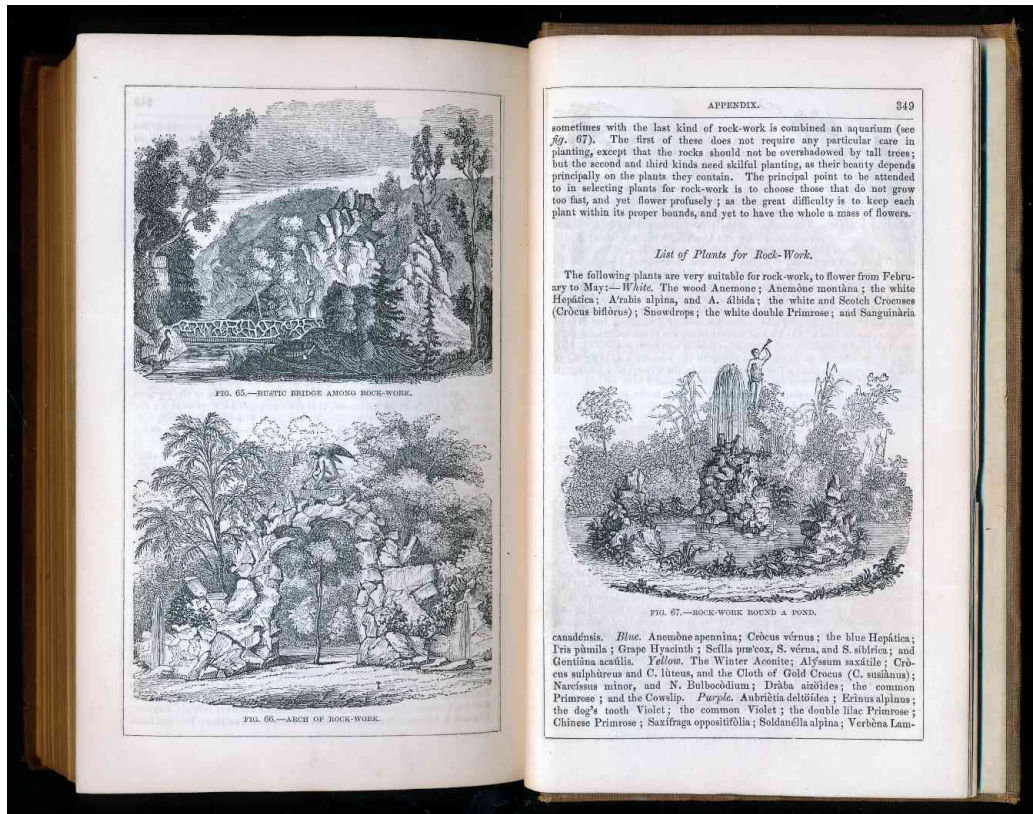 FIG. 65.—RUSTIC BRIDGE AMONG ROCK-WORK.
FIG. 66.—ARCH OF ROCK-WORK.
APPENDIX. 349
sometimes with the last kind of rock-work is combined an aquarium (see
fig. 67). The first of these does not require any particular care in
planting, except that the rocks should not be overshadowed by tall trees;
but the second and third kinds need skilful planting, as their beauty depends
principally on the plants they contain. The principal point to be attended
to in selecting plants for rock-work is to choose those that do not grow
too fast, and yet flower profusely; as the great difficulty is to keep each
plant within its proper bounds, and yet to have the whole a mass of flowers.
List of Plants for Rock-Work.
The following plants are very suitable for rock-work, to flower from Febru-
ary to May:—White. The wood Anemone; Anemòne montàna; the white
Hepática; A'rabis alpìna, and A. álbida; the white and Scotch Crocuses
(Cròcus biflòrus); Snowdrops; the white double Primrose; and Sanguinària
FIG. 67.—ROCK-WORK ROUND A POND.
canadénsis. Blue. Anemòne apennìna; Cròcus vérnus; the blue Hepática;
I'ris pùmila; Grape Hyacinth; Scílla præ'cox, S. vérna, and S. sibírica; and
Gentiàna acaúlis. Yellow. The Winter Aconite; Alýssum saxátile; Crò-
cus sulphùreus and C. lùteus, and the Cloth of Gold Crocus (C. susiànus);
Narcíssus mìnor, and N. Bulbocòdium; Dràba aizöìdes; the common
Primrose; and the Cowslip. Purple. Aubriètia deltöídea; Erìnus alpìnus;
the dog's tooth Violet; the common Violet; the double lilac Primrose;
Chinese Primrose; Saxífraga oppositifòlia; Soldanélla alpìna; Verbèna Lam-